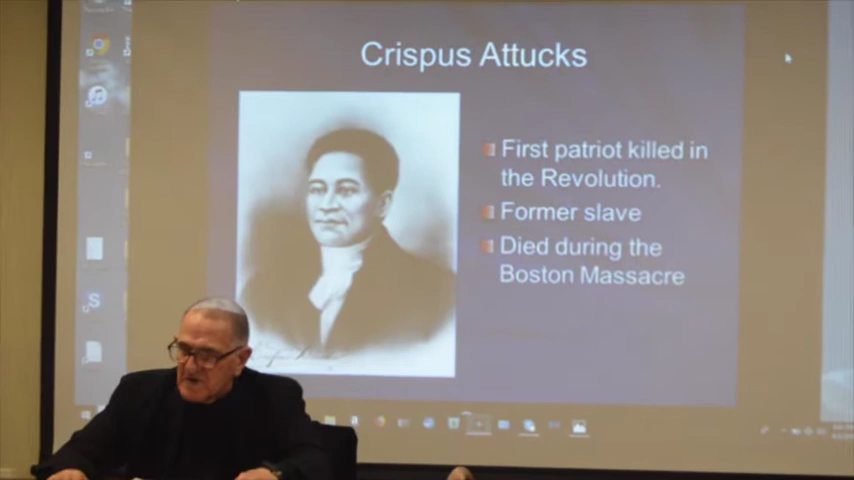 Crispus Attucks
First patriot killed in
the Revolution.
Former slave
Died during the
Boston Massacre